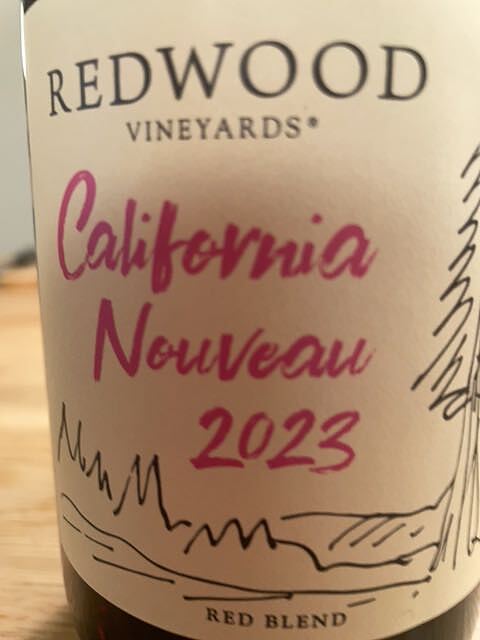 REDWOOD
VINEYARDS®
California
Nouveau
2023
RED BLEND